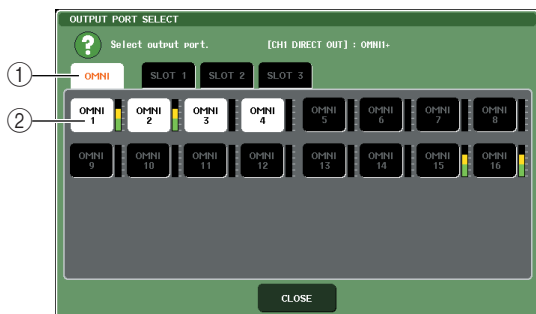 OUTPUT PORT SELECT
? Select output port. [CH1 DIRECT OUT] : OMNI1+
1 OMNI SLOT 1 SLOT 2 SLOT 3
2 OMNI 1 OMNI 2 OMNI 3 OMNI 4 OMNI 5 OMNI 6 OMNI 7 OMNI 8
OMNI 9 OMNI 10 OMNI 11 OMNI 12 OMNI 13 OMNI 14 OMNI 15 OMNI 16
CLOSE